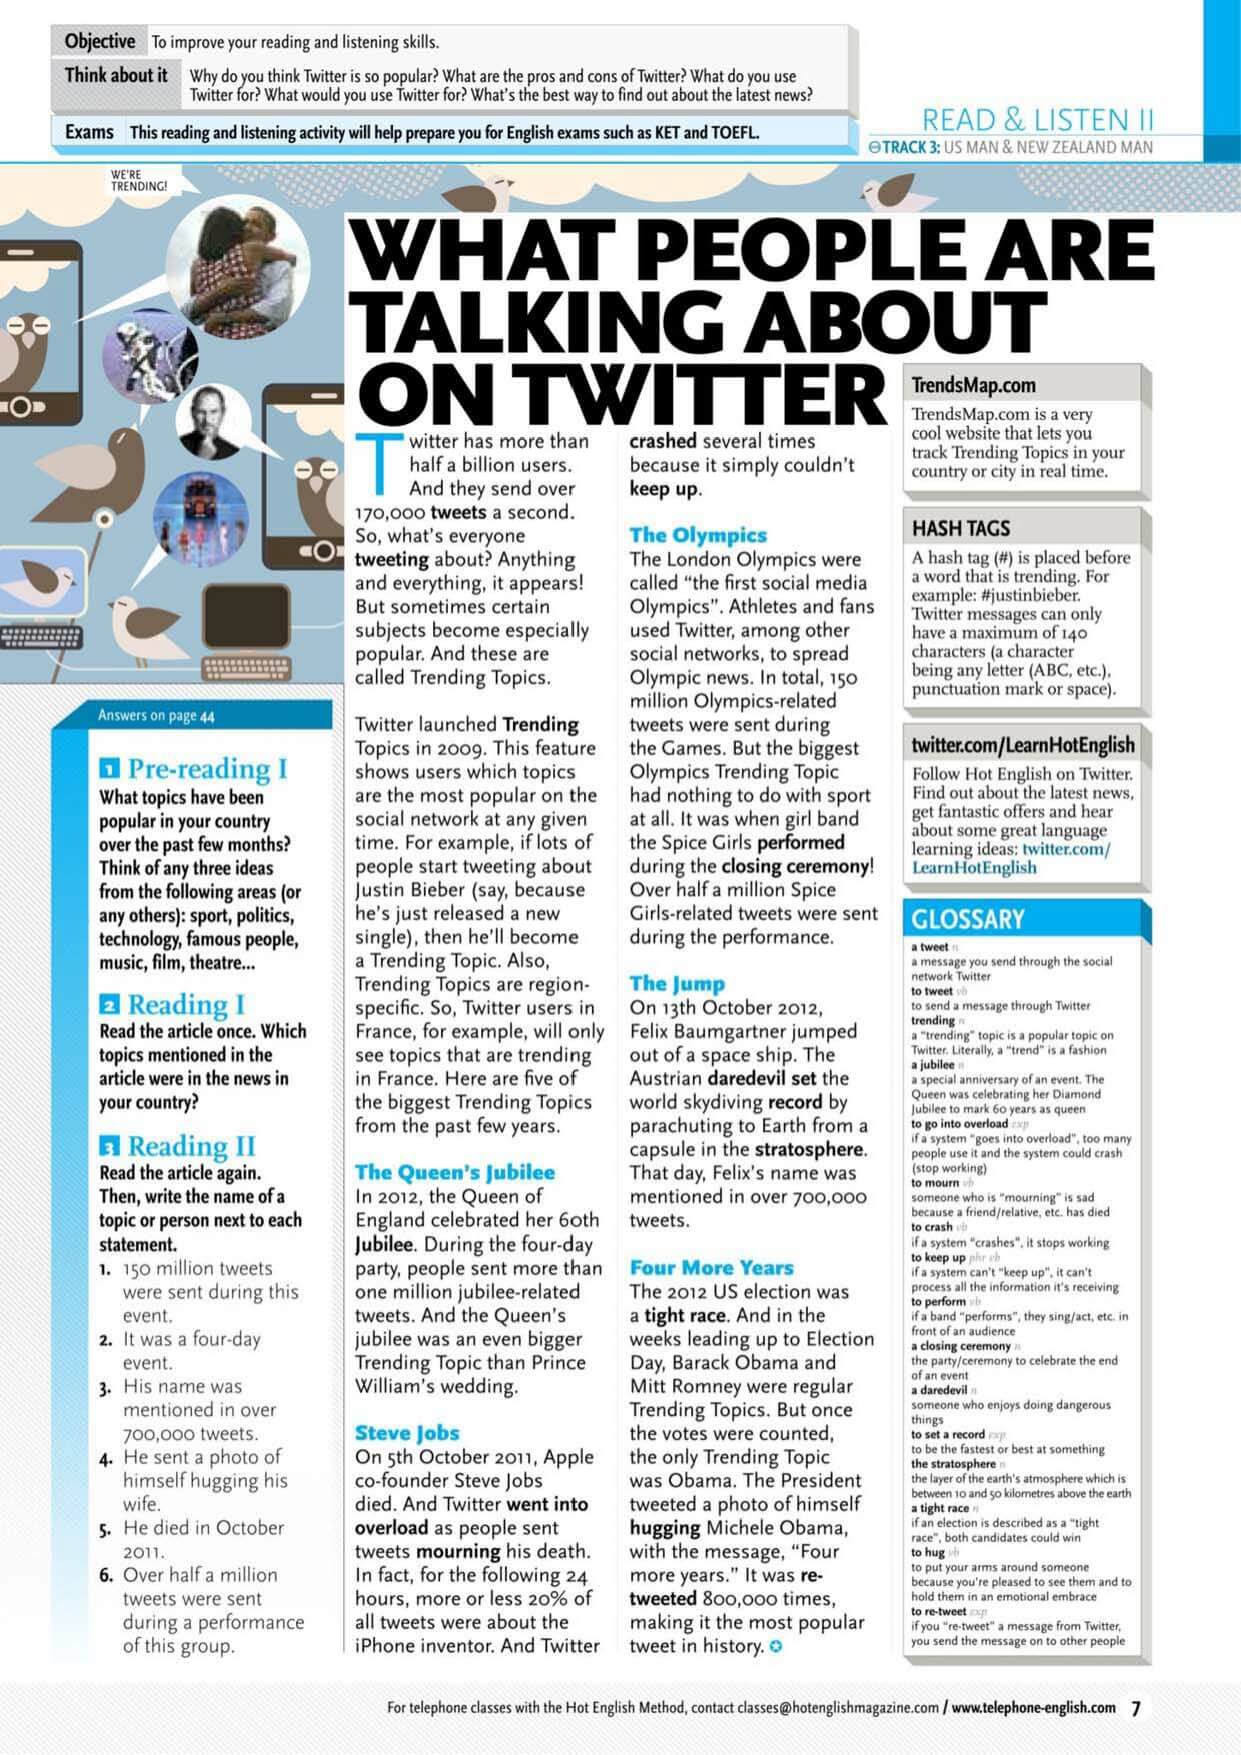 Objective To improve your reading and listening skills.
Think about it Why do you think Twitter is so popular? What are the pros and cons of Twitter? What do you use
Twitter for? What would you use Twitter for? What's the best way to find out about the latest news?
Exams This reading and listening activity will help prepare you for English exams such as KET and TOEFL.
READ & LISTEN II
TRACK 3: US MAN & NEW ZEALAND MAN
WE'RE
TRENDING!
WHAT PEOPLE ARE
TALKING ABOUT
ON TWITTER
Answers on page 44
1 Pre-reading I
What topics have been
popular in your country
over the past few months?
Think of any three ideas
from the following areas (or
any others): sport, politics,
technology, famous people,
music, film, theatre...
2 Reading I
Read the article once. Which
topics mentioned in the
article were in the news in
your country?
3 Reading II
Read the article again.
Then, write the name of a
topic or person next to each
statement.
1. 150 million tweets
were sent during this
event.
2. It was a four-day
event.
3. His name was
mentioned in over
700,000 tweets.
4. He sent a photo of
himself hugging his
wife.
5. He died in October
2011.
6. Over half a million
tweets were sent
during a performance
of this group.
Twitter has more than
half a billion users.
And they send over
170,000 tweets a second.
So, what's everyone
tweeting about? Anything
and everything, it appears!
But sometimes certain
subjects become especially
popular. And these are
called Trending Topics.
Twitter launched Trending
Topics in 2009. This feature
shows users which topics
are the most popular on the
social network at any given
time. For example, if lots of
people start tweeting about
Justin Bieber (say, because
he's just released a new
single), then he'll become
a Trending Topic. Also,
Trending Topics are region-
specific. So, Twitter users in
France, for example, will only
see topics that are trending
in France. Here are five of
the biggest Trending Topics
from the past few years.
The Queen's Jubilee
In 2012, the Queen of
England celebrated her 60th
Jubilee. During the four-day
party, people sent more than
one million jubilee-related
tweets. And the Queen's
jubilee was an even bigger
Trending Topic than Prince
William's wedding.
Steve Jobs
On 5th October 2011, Apple
co-founder Steve Jobs
died. And Twitter went into
overload as people sent
tweets mourning his death.
In fact, for the following 24
hours, more or less 20% of
all tweets were about the
iPhone inventor. And Twitter
crashed several times
because it simply couldn't
keep up.
The Olympics
The London Olympics were
called "the first social media
Olympics". Athletes and fans
used Twitter, among other
social networks, to spread
Olympic news. In total, 150
million Olympics-related
tweets were sent during
the Games. But the biggest
Olympics Trending Topic
had nothing to do with sport
at all. It was when girl band
the Spice Girls performed
during the closing ceremony!
Over half a million Spice
Girls-related tweets were sent
during the performance.
The Jump
On 13th October 2012,
Felix Baumgartner jumped
out of a space ship. The
Austrian daredevil set the
world skydiving record by
parachuting to Earth from a
capsule in the stratosphere.
That day, Felix's name was
mentioned in over 700,000
tweets.
Four More Years
The 2012 US election was
a tight race. And in the
weeks leading up to Election
Day, Barack Obama and
Mitt Romney were regular
Trending Topics. But once
the votes were counted,
the only Trending Topic
was Obama. The President
tweeted a photo of himself
hugging Michele Obama,
with the message, "Four
more years." It was re-
tweeted 800,000 times,
making it the most popular
tweet in history.
TrendsMap.com
TrendsMap.com is a very
cool website that lets you
track Trending Topics in your
country or city in real time.
HASH TAGS
A hash tag (#) is placed before
a word that is trending. For
example: #justinbieber.
Twitter messages can only
have a maximum of 140
characters (a character
being any letter (ABC, etc.),
punctuation mark or space).
twitter.com/LearnHotEnglish
Follow Hot English on Twitter.
Find out about the latest news,
get fantastic offers and hear
about some great language
learning ideas: twitter.com/
LearnHotEnglish
GLOSSARY
a tweet n
a message you send through the social
network Twitter
to tweet vb
to send a message through Twitter
trending n
a "trending" topic is a popular topic on
Twitter. Literally, a "trend" is a fashion
a jubilee n
a special anniversary of an event. The
Queen was celebrating her Diamond
Jubilee to mark 60 years as queen
to go into overload exp
if a system "goes into overload", too many
people use it and the system could crash
(stop working)
to mourn vb
someone who is "mourning" is sad
because a friend/relative, etc. has died
to crash vb
if a system "crashes", it stops working
to keep up phr vb
if a system can't "keep up", it can't
process all the information it's receiving
to perform vb
if a band "performs", they sing/act, etc. in
front of an audience
a closing ceremony n
the party/ceremony to celebrate the end
of an event
a daredevil n
someone who enjoys doing dangerous
things
to set a record exp
to be the fastest or best at something
the stratosphere n
the layer of the earth's atmosphere which is
between 10 and 50 kilometres above the earth
a tight race n
if an election is described as a "tight
race", both candidates could win
to hug vb
to put your arms around someone
because you're pleased to see them and to
hold them in an emotional embrace
to re-tweet exp
if you "re-tweet" a message from Twitter,
you send the message on to other people
For telephone classes with the Hot English Method, contact classes@hotenglishmagazine.com / www.telephone-english.com 7